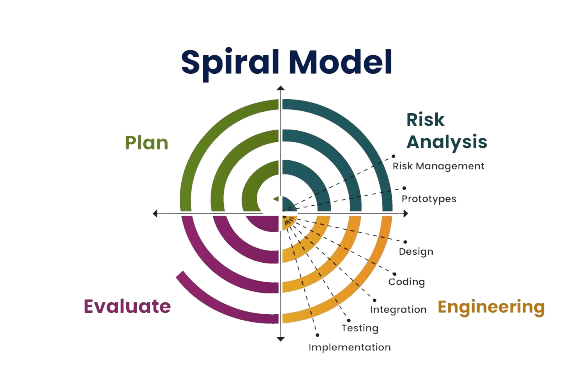 Spiral Model
Plan
Risk
Analysis
Risk Management
Prototypes
Design
Coding
Integration
Engineering
Evaluate
Testing
Implementation